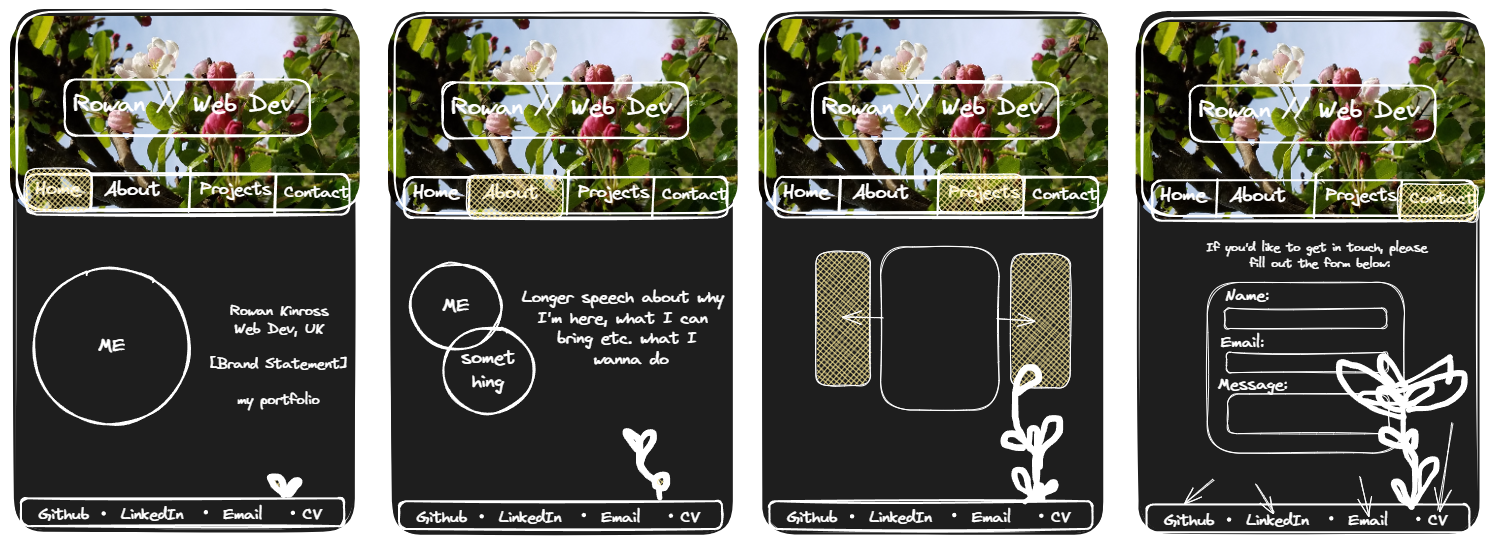 Rowan // Web Dev
Home
About
Projects
Contact
ME
Rowan Kinross
Web Dev, UK
[Brand Statement]
my portfolio
Github • LinkedIn • Email • CV
Rowan // Web Dev
Home
About
Projects
Contact
ME
somet
hing
Longer speech about why
I'm here, what I can
bring etc. what I
wanna do
Github • LinkedIn • Email • CV
Rowan // Web Dev
Home
About
Projects
Contact
Github • LinkedIn • Email • CV
Rowan // Web Dev
Home
About
Projects
Contact
If you'd like to get in touch, please
fill out the form below:
Name:
Email:
Message:
Github • LinkedIn • Email • CV